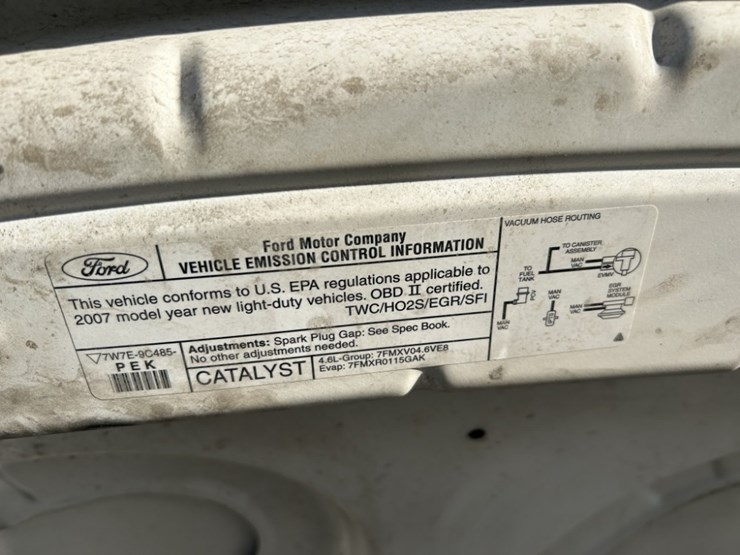 Ford
Ford Motor Company
VEHICLE EMISSION CONTROL INFORMATION
This vehicle conforms to U.S. EPA regulations applicable to
2007 model year new light-duty vehicles. OBD II certified.
TWC/HO2S/EGR/SFI
7W7E-9C485-
PEK
Adjustments: Spark Plug Gap: See Spec Book.
No other adjustments needed.
CATALYST
4.6L-Group: 7FMXV04.6VE8
Evap: 7FMXR0115GAK
VACUUM HOSE ROUTING
TO CANISTER
ASSEMBLY
MAN
VAC
EVMV
TO
FUEL
TANK
MAN
VAC
EGR
SYSTEM
MODULE
MAN
VAC
MAN
VAC